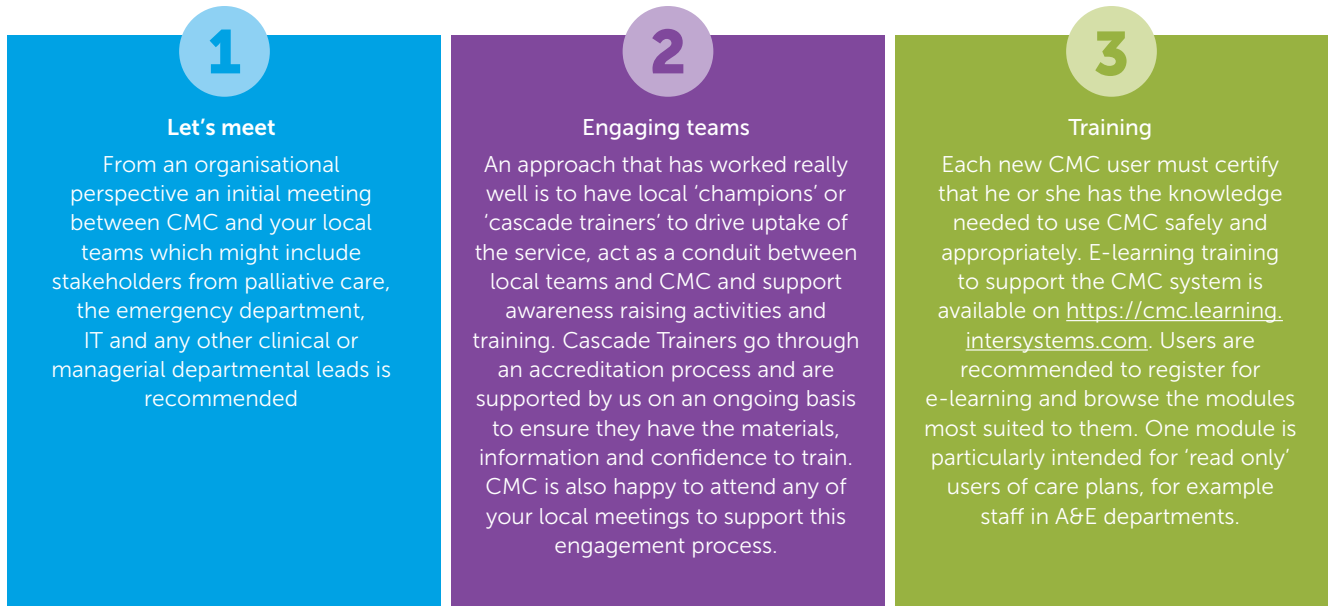 1
Let's meet
From an organisational
perspective an initial meeting
between CMC and your local
teams which might include
stakeholders from palliative care,
the emergency department,
IT and any other clinical or
managerial departmental leads is
recommended
2
Engaging teams
An approach that has worked really
well is to have local ‘champions’ or
‘cascade trainers’ to drive uptake of
the service, act as a conduit between
local teams and CMC and support
awareness raising activities and
training. Cascade Trainers go through
an accreditation process and are
supported by us on an ongoing basis
to ensure they have the materials,
information and confidence to train.
CMC is also happy to attend any of
your local meetings to support this
engagement process.
3
Training
Each new CMC user must certify
that he or she has the knowledge
needed to use CMC safely and
appropriately. E-learning training
to support the CMC system is
available on https://cmc.learning.
intersystems.com. Users are
recommended to register for
e-learning and browse the modules
most suited to them. One module is
particularly intended for ‘read only’
users of care plans, for example
staff in A&E departments.